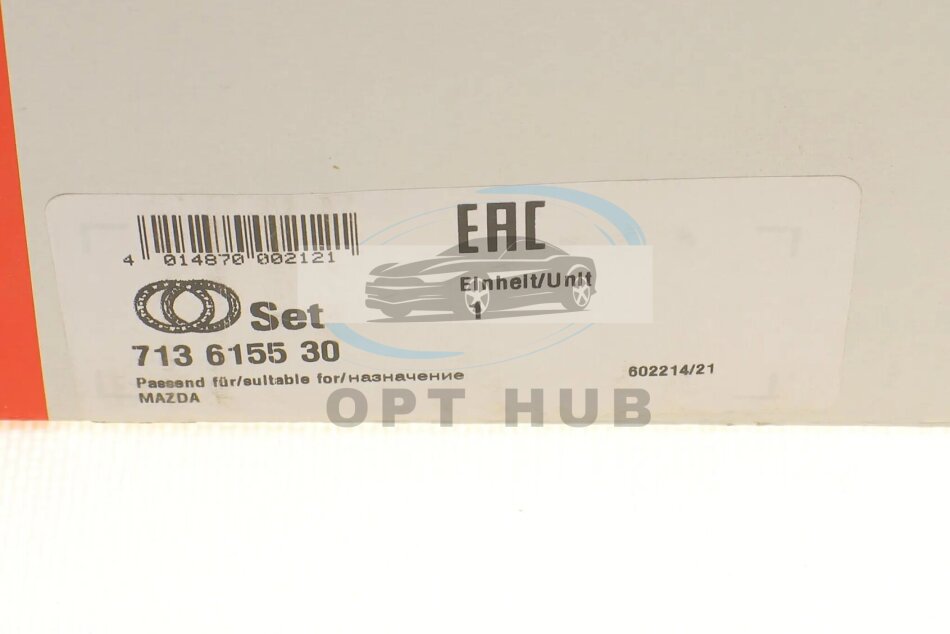 EAC
4 014870 002121
Einheit/Unit
1
Set
713 6155 30
Passend für/suitable for/назначение
MAZDA
602214/21
OPT HUB